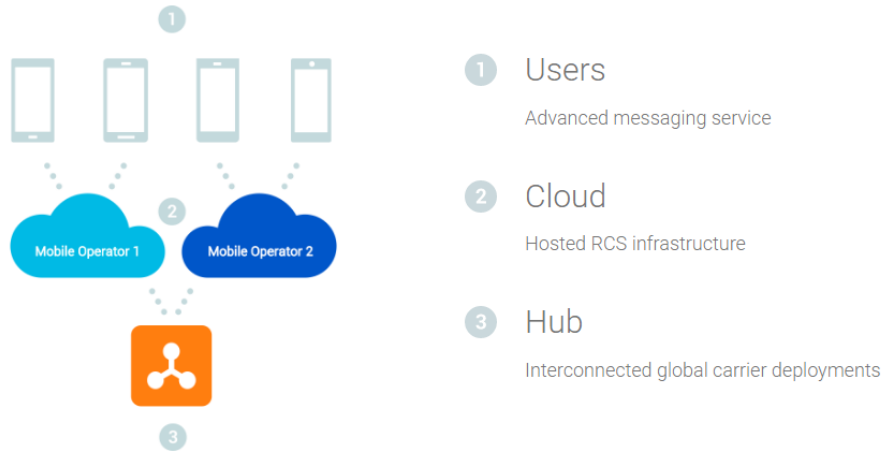 1
1 Users
Advanced messaging service
2
2 Cloud
Mobile Operator 1
Mobile Operator 2
Hosted RCS infrastructure
3 Hub
Interconnected global carrier deployments
3